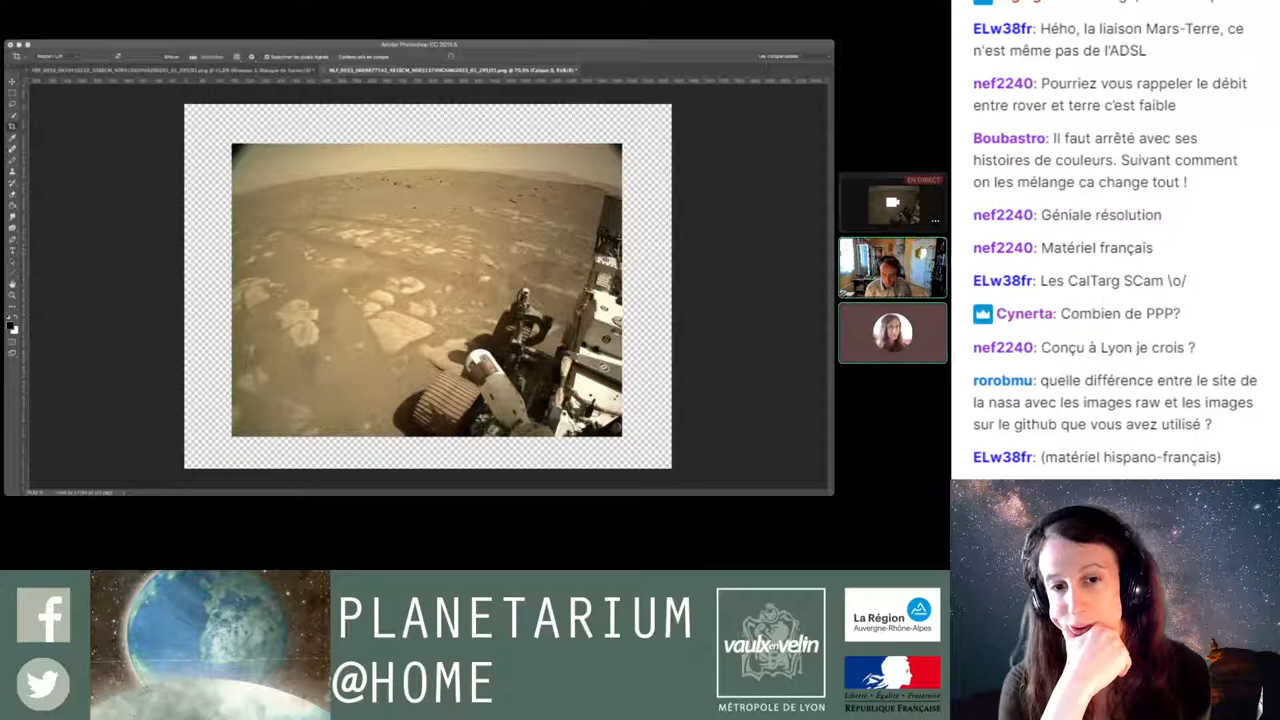 Adobe Photoshop CC 2015.5
EN DIRECT
ELw38fr: Hého, la liaison Mars-Terre, ce
n'est même pas de l'ADSL
nef2240: Pourriez vous rappeler le débit
entre rover et terre c'est faible
Boubastro: Il faut arrêté avec ses
histoires de couleurs. Suivant comment
on les mélange ca change tout !
nef2240: Géniale résolution
nef2240: Matériel français
ELw38fr: Les CalTarg SCam \o/
Cynerta: Combien de PPP?
nef2240: Conçu à Lyon je crois ?
rorobmu: quelle différence entre le site de
la nasa avec les images raw et les images
sur le github que vous avez utilisé ?
ELw38fr: (matériel hispano-français)
PLANETARIUM
@HOME
vaulx en velin
MÉTROPOLE DE LYON
La Région
Auvergne-Rhône-Alpes
Liberté • Égalité • Fraternité
RÉPUBLIQUE FRANÇAISE